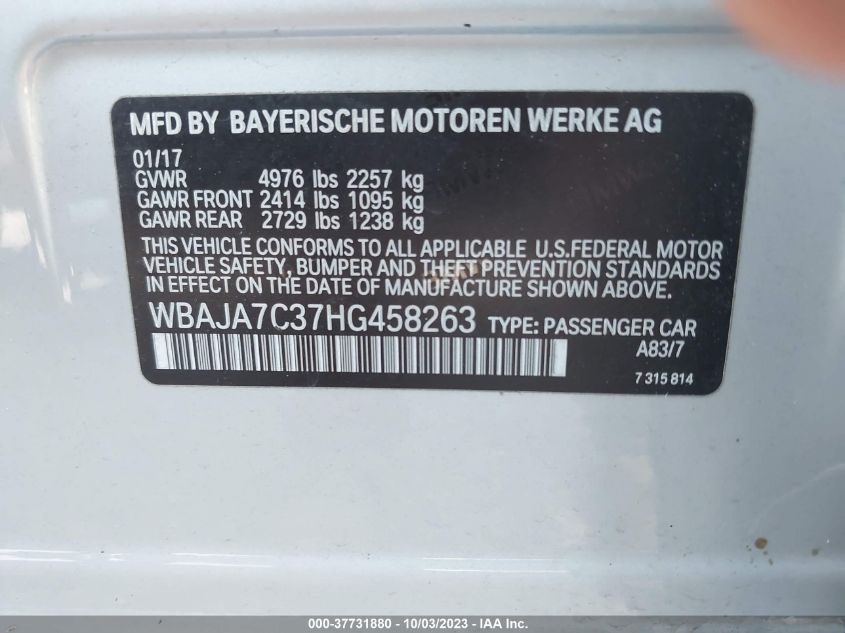 MFD BY BAYERISCHE MOTOREN WERKE AG
01/17
GVWR 4976 lbs 2257 kg
GAWR FRONT 2414 lbs 1095 kg
GAWR REAR 2729 lbs 1238 kg
THIS VEHICLE CONFORMS TO ALL APPLICABLE U.S.FEDERAL MOTOR
VEHICLE SAFETY, BUMPER AND THEFT PREVENTION STANDARDS
IN EFFECT ON THE DATE OF MANUFACTURE SHOWN ABOVE.
WBAJA7C37HG458263 TYPE: PASSENGER CAR
A83/7
7 315 814
000-37731880 - 10/03/2023 - IAA Inc.